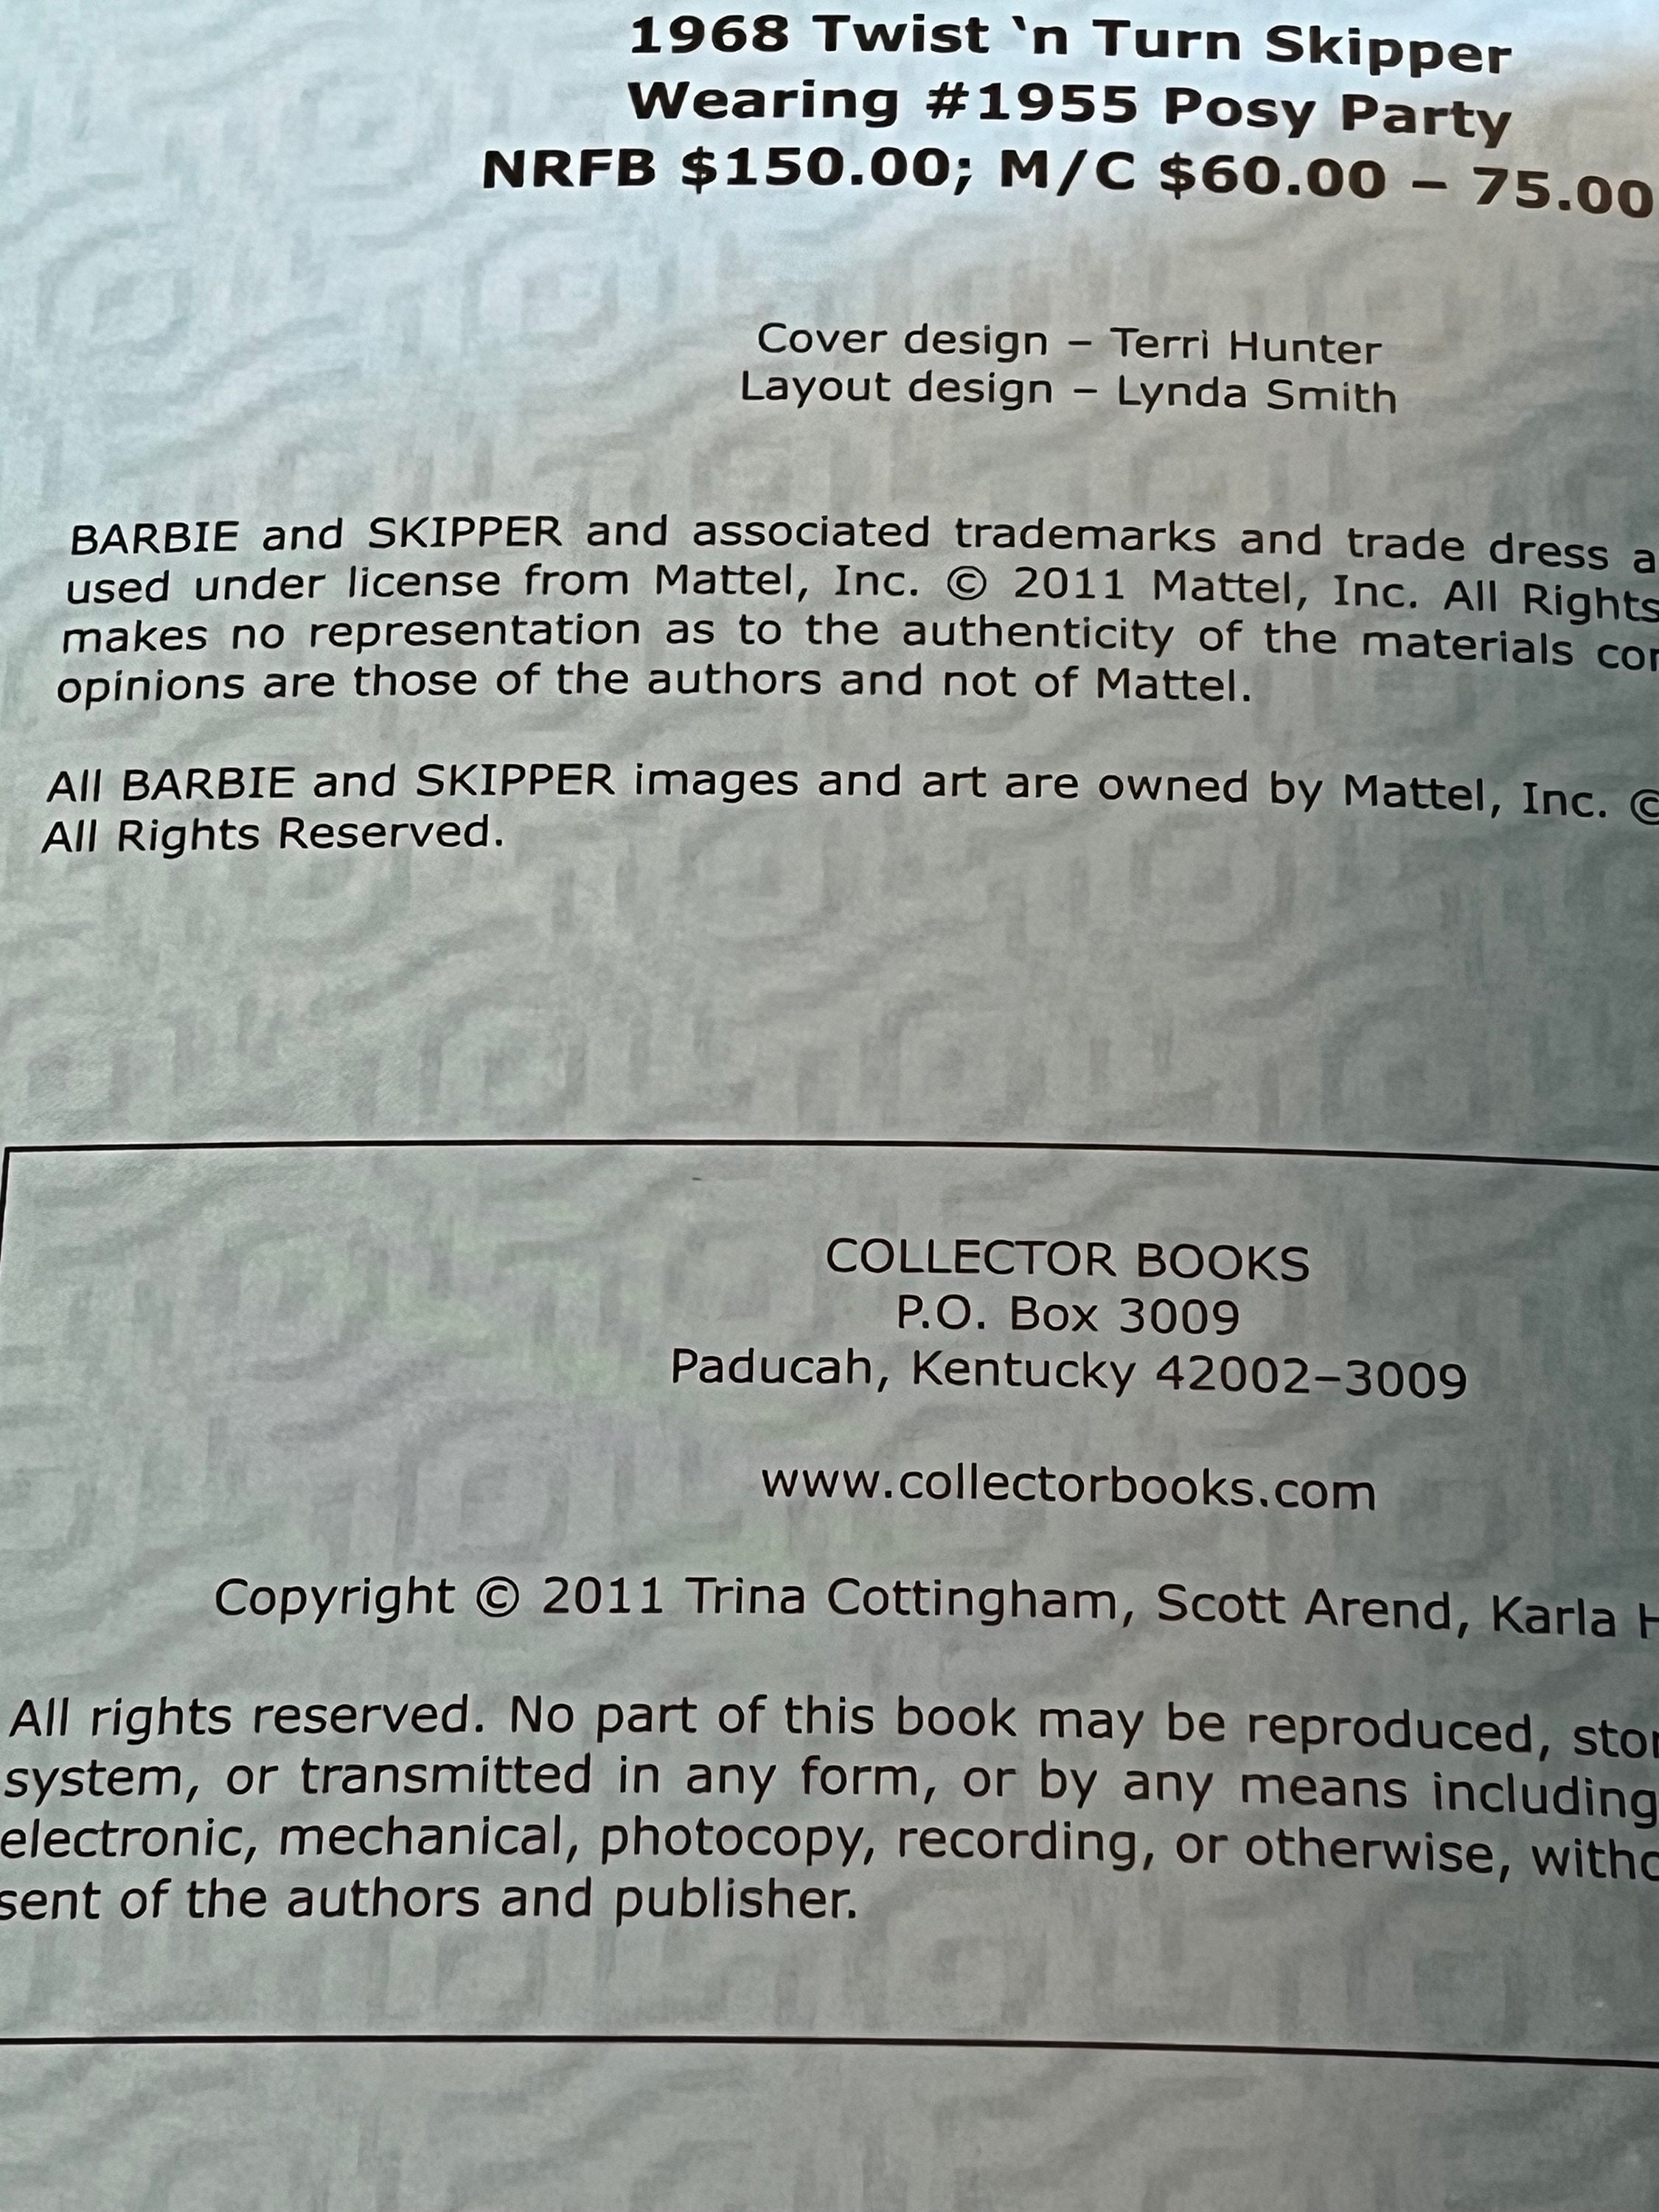 1968 Twist ‘n Turn Skipper
Wearing #1955 Posy Party
NRFB $150.00; M/C $60.00 – 75.00
Cover design – Terri Hunter
Layout design – Lynda Smith
BARBIE and SKIPPER and associated trademarks and trade dress
used under license from Mattel, Inc. © 2011 Mattel, Inc. All Rights
makes no representation as to the authenticity of the materials
opinions are those of the authors and not of Mattel.
All BARBIE and SKIPPER images and art are owned by Mattel, Inc. ©
All Rights Reserved.
COLLECTOR BOOKS
P.O. Box 3009
Paducah, Kentucky 42002–3009
www.collectorbooks.com
Copyright © 2011 Trina Cottingham, Scott Arend, Karla
All rights reserved. No part of this book may be reproduced,
system, or transmitted in any form, or by any means including
electronic, mechanical, photocopy, recording, or otherwise,
sent of the authors and publisher.